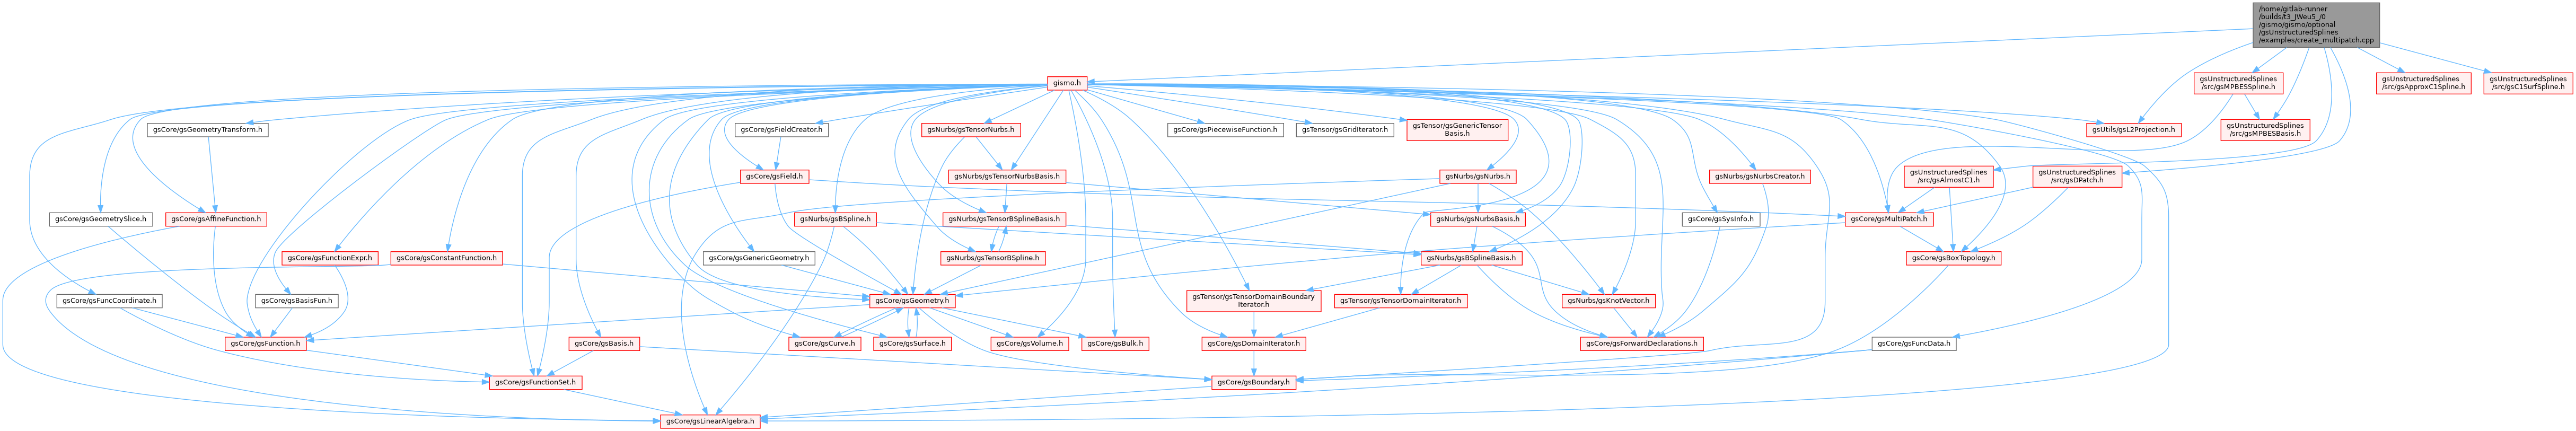 /home/gitlab-runner
/builds/t3_JWeu5_/0
/gismo/gismo/optional
/gsUnstructuredSplines
/examples/create_multipatch.cpp
gismo.h
gsUnstructuredSplines
/src/gsMPBESSpline.h
gsUnstructuredSplines
/src/gsApproxC1Spline.h
gsUnstructuredSplines
/src/gsC1SurfSpline.h
gsCore/gsGeometryTransform.h
gsCore/gsFieldCreator.h
gsNurbs/gsTensorNurbs.h
gsCore/gsPiecewiseFunction.h
gsTensor/gsGridIterator.h
gsTensor/gsGenericTensor
Basis.h
gsUtils/gsL2Projection.h
gsUnstructuredSplines
/src/gsMPBESBasis.h
gsCore/gsField.h
gsNurbs/gsTensorNurbsBasis.h
gsNurbs/gsNurbs.h
gsNurbs/gsNurbsCreator.h
gsUnstructuredSplines
/src/gsAlmostC1.h
gsUnstructuredSplines
/src/gsDPatch.h
gsCore/gsGeometrySlice.h
gsCore/gsAffineFunction.h
gsNurbs/gsBSpline.h
gsNurbs/gsTensorBSplineBasis.h
gsNurbs/gsNurbsBasis.h
gsCore/gsSysInfo.h
gsCore/gsMultiPatch.h
gsCore/gsFunctionExpr.h
gsCore/gsConstantFunction.h
gsCore/gsGenericGeometry.h
gsNurbs/gsTensorBSpline.h
gsNurbs/gsBSplineBasis.h
gsCore/gsBoxTopology.h
gsCore/gsFuncCoordinate.h
gsCore/gsBasisFun.h
gsCore/gsGeometry.h
gsTensor/gsTensorDomainBoundary
Iterator.h
gsTensor/gsTensorDomainIterator.h
gsNurbs/gsKnotVector.h
gsCore/gsFunction.h
gsCore/gsBasis.h
gsCore/gsCurve.h
gsCore/gsSurface.h
gsCore/gsVolume.h
gsCore/gsBulk.h
gsCore/gsDomainIterator.h
gsCore/gsForwardDeclarations.h
gsCore/gsFuncData.h
gsCore/gsFunctionSet.h
gsCore/gsBoundary.h
gsCore/gsLinearAlgebra.h